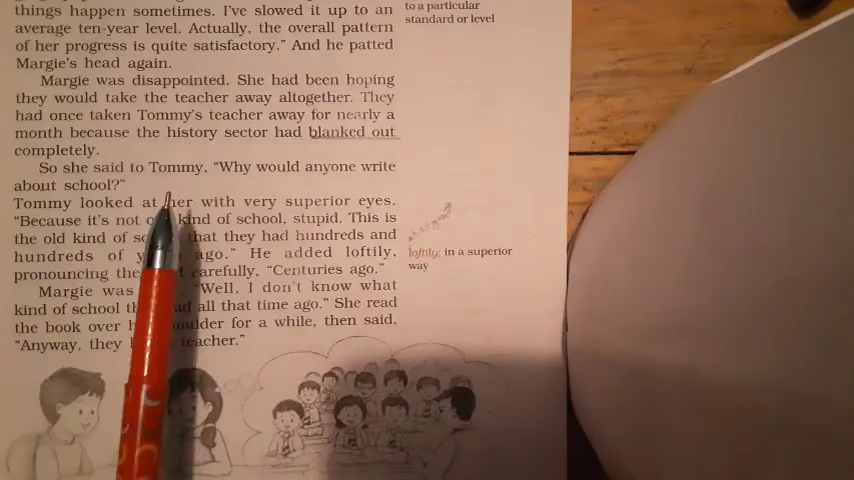 things happen sometimes. I've slowed it up to an
average ten-year level. Actually, the overall pattern
of her progress is quite satisfactory." And he patted
Margie's head again.
Margie was disappointed. She had been hoping
they would take the teacher away altogether. They
had once taken Tommy's teacher away for nearly a
month because the history sector had blanked out
completely.
So she said to Tommy, "Why would anyone write
about school?"
Tommy looked at her with very superior eyes.
"Because it's not kind of school, stupid. This is
the old kind of that they had hundreds and
hundreds of ago." He added loftily,
pronouncing the carefully, "Centuries ago."
Margie was "Well, I don't know what
kind of school all that time ago." She read
the book over shoulder for a while, then said,
"Anyway, they teacher."
to a particular
standard or level
loftily: in a superior
way